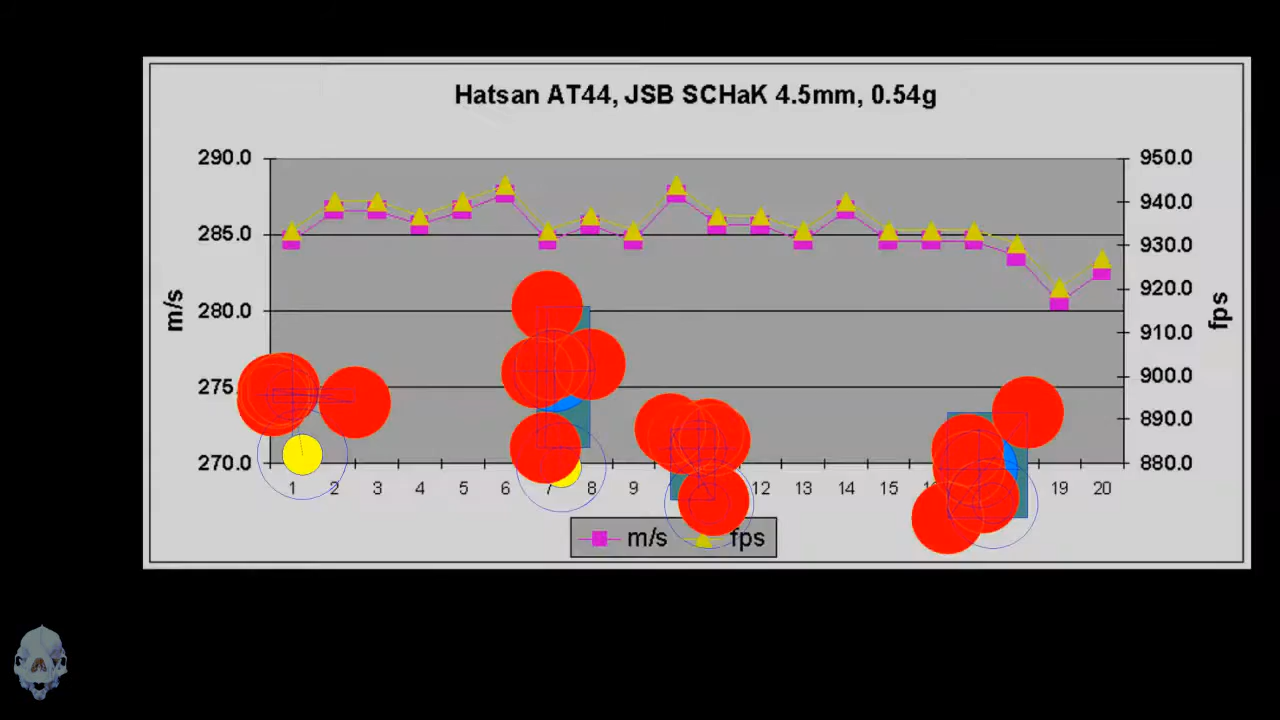 Hatsan AT44, JSB SCHaK 4.5mm, 0.54g
290.0
285.0
280.0
275
270.0
m/s
950.0
940.0
930.0
920.0
910.0
900.0
890.0
880.0
fps
1 2 3 4 5 6 7 8 9 12 13 14 15 19 20
m/s fps